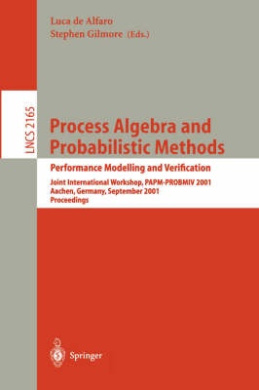 Luca de Alfaro
Stephen Gilmore (Eds.)
LNCS 2165
Process Algebra and
Probabilistic Methods
Performance Modelling and Verification
Joint International Workshop, PAPM-PROBMIV 2001
Aachen, Germany, September 2001
Proceedings
Springer